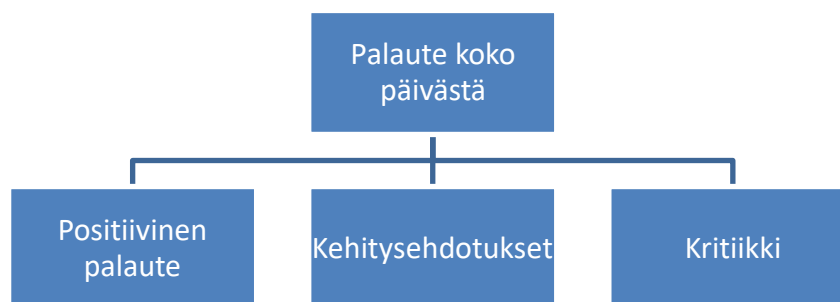 Palaute koko
päivästä
Positiivinen
palaute
Kehitysehdotukset
Kritiikki